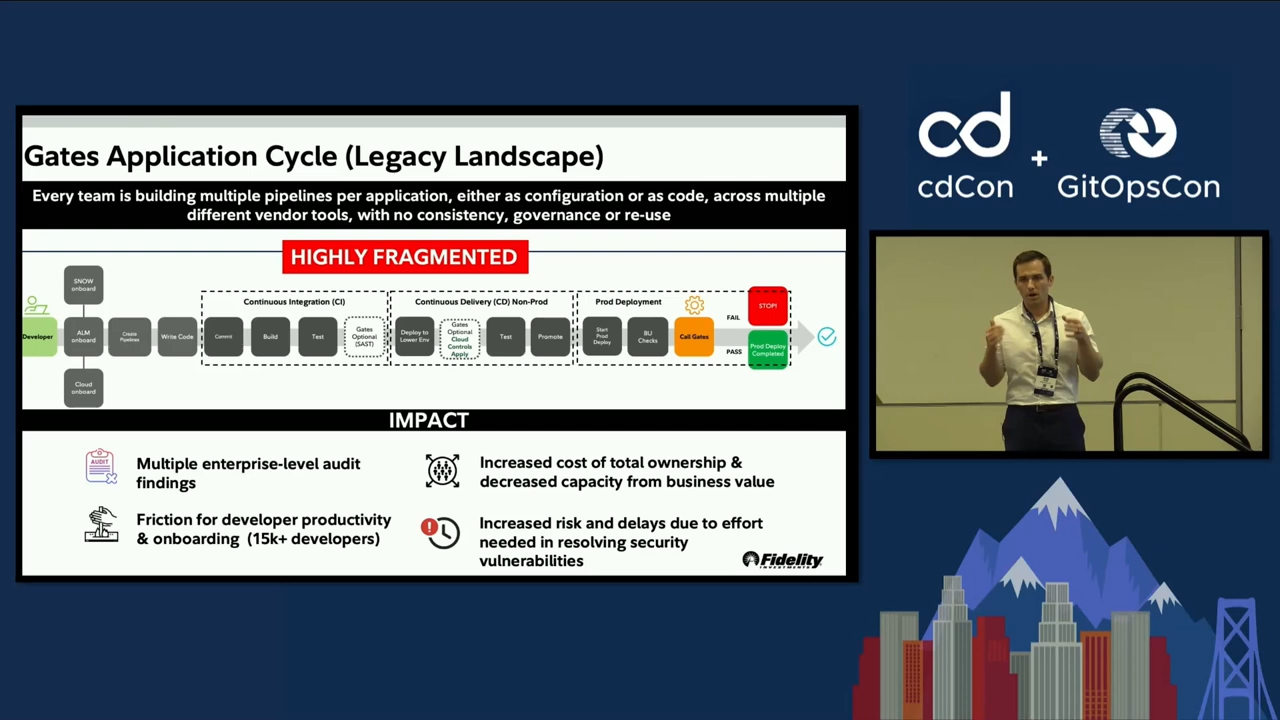 Gates Application Cycle (Legacy Landscape)
Every team is building multiple pipelines per application, either as configuration or as code, across multiple
different vendor tools, with no consistency, governance or re-use
HIGHLY FRAGMENTED
Developer
SNOW
onboard
ALM
onboard
Cloud
onboard
Create
Pipelines
Write Code
Continuous Integration (CI)
Commit
Build
Test
Gates
Optional
(SAST)
Continuous Delivery (CD) Non-Prod
Deploy to
Lower Env
Gates
Optional
Cloud
Controls
Apply
Test
Promote
Prod Deployment
Start
Prod
Deploy
BU
Checks
Call Gates
FAIL
STOP!
PASS
Prod Deploy
Completed
IMPACT
AUDIT
Multiple enterprise-level audit
findings
Friction for developer productivity
& onboarding (15k+ developers)
Increased cost of total ownership &
decreased capacity from business value
Increased risk and delays due to effort
needed in resolving security
vulnerabilities
Fidelity
INVESTMENTS
cd
cdCon
+
GitOpsCon